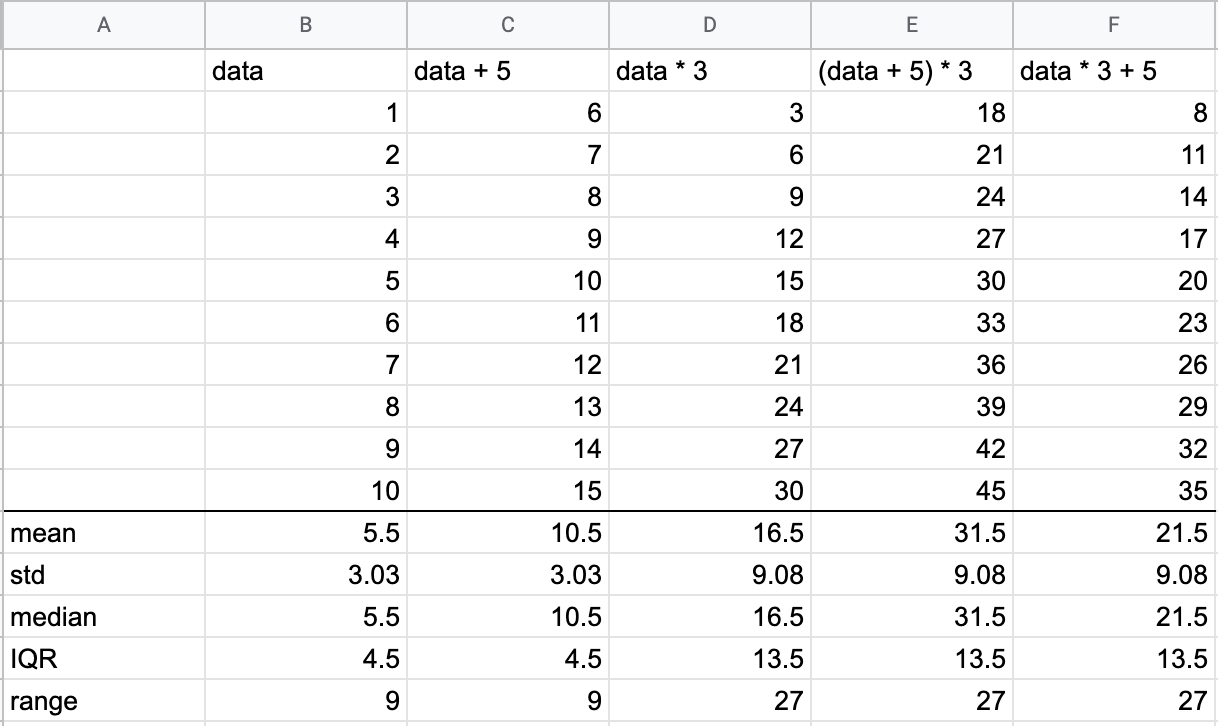 A B C D E F
data data + 5 data * 3 (data + 5) * 3 data * 3 + 5
1 6 3 18 8
2 7 6 21 11
3 8 9 24 14
4 9 12 27 17
5 10 15 30 20
6 11 18 33 23
7 12 21 36 26
8 13 24 39 29
9 14 27 42 32
10 15 30 45 35
mean 5.5 10.5 16.5 31.5 21.5
std 3.03 3.03 9.08 9.08 9.08
median 5.5 10.5 16.5 31.5 21.5
IQR 4.5 4.5 13.5 13.5 13.5
range 9 9 27 27 27